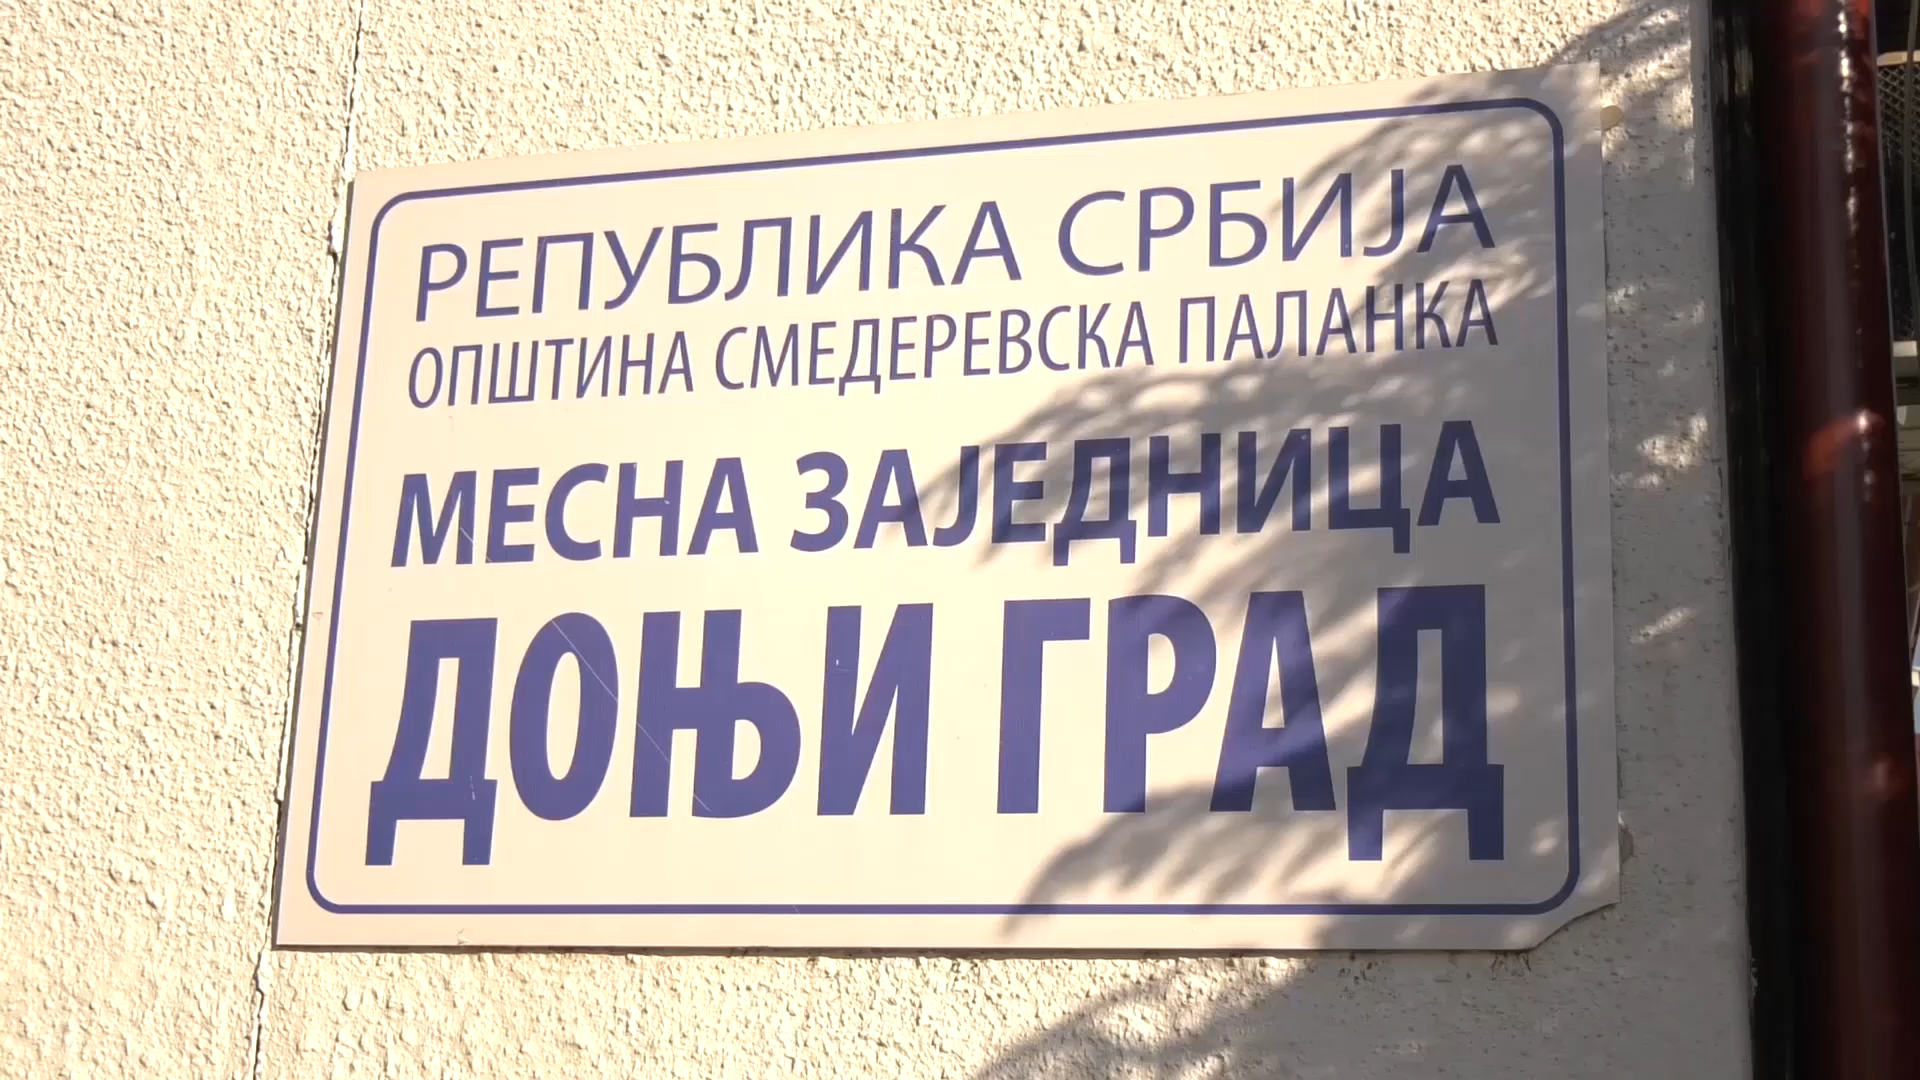 РЕПУБЛИКА СРБИЈА
ОПШТИНА СМЕДЕРЕВСКА ПАЛАНКА
МЕСНА ЗАЈЕДНИЦА
ДОЊИ ГРАД